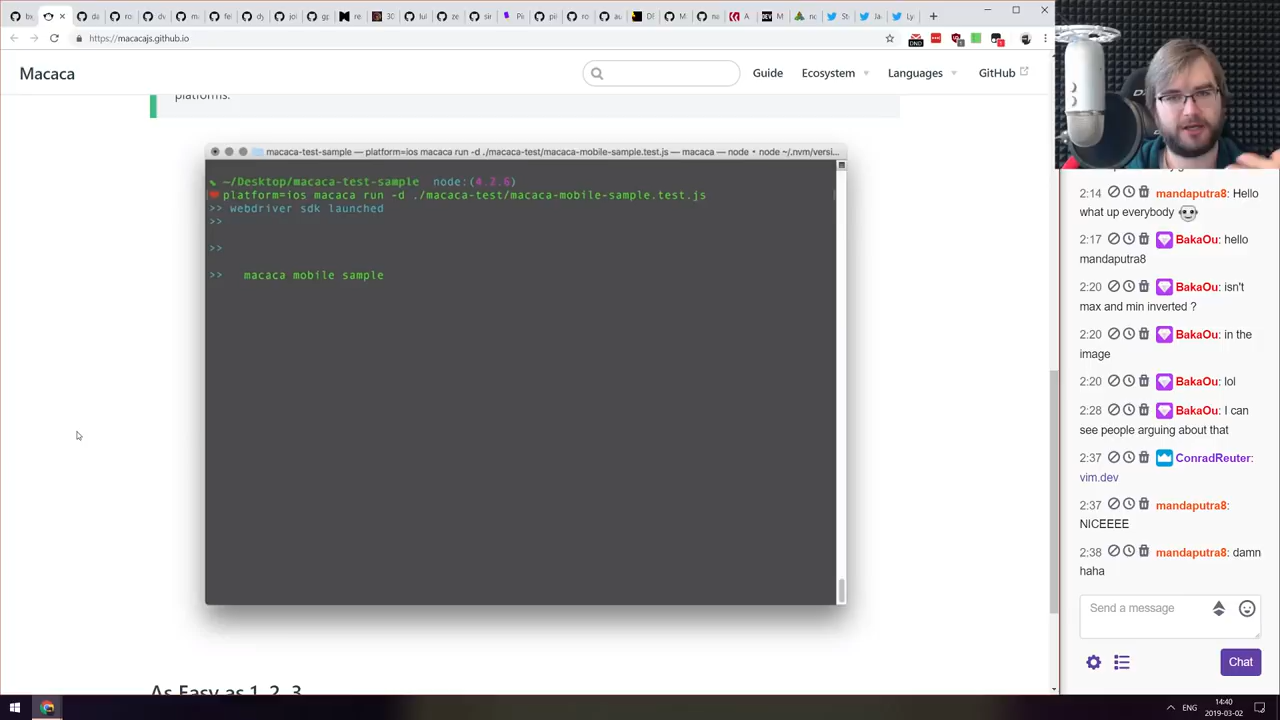 https://macacajs.github.io
DND
Macaca
Guide
Ecosystem
Languages
GitHub
platforms.
macaca-test-sample — platform=ios macaca run -d ./macaca-test/macaca-mobile-sample.test.js — macaca — node • node ~/.nvm/versi...
~/Desktop/macaca-test-sample node:(4.2.6)
platform=ios macaca run -d ./macaca-test/macaca-mobile-sample.test.js
>> webdriver sdk launched
>>
>>
>> macaca mobile sample
As Easy as 1, 2, 3
2:14 mandaputra8: Hello
what up everybody
2:17 BakaOu: hello
mandaputra8
2:20 BakaOu: isn't
max and min inverted ?
2:20 BakaOu: in the
image
2:20 BakaOu: lol
2:28 BakaOu: I can
see people arguing about that
2:37 ConradReuter:
vim.dev
2:37 mandaputra8:
NICEEEE
2:38 mandaputra8: damn
haha
Send a message
Chat
ENG
14:40
2019-03-02